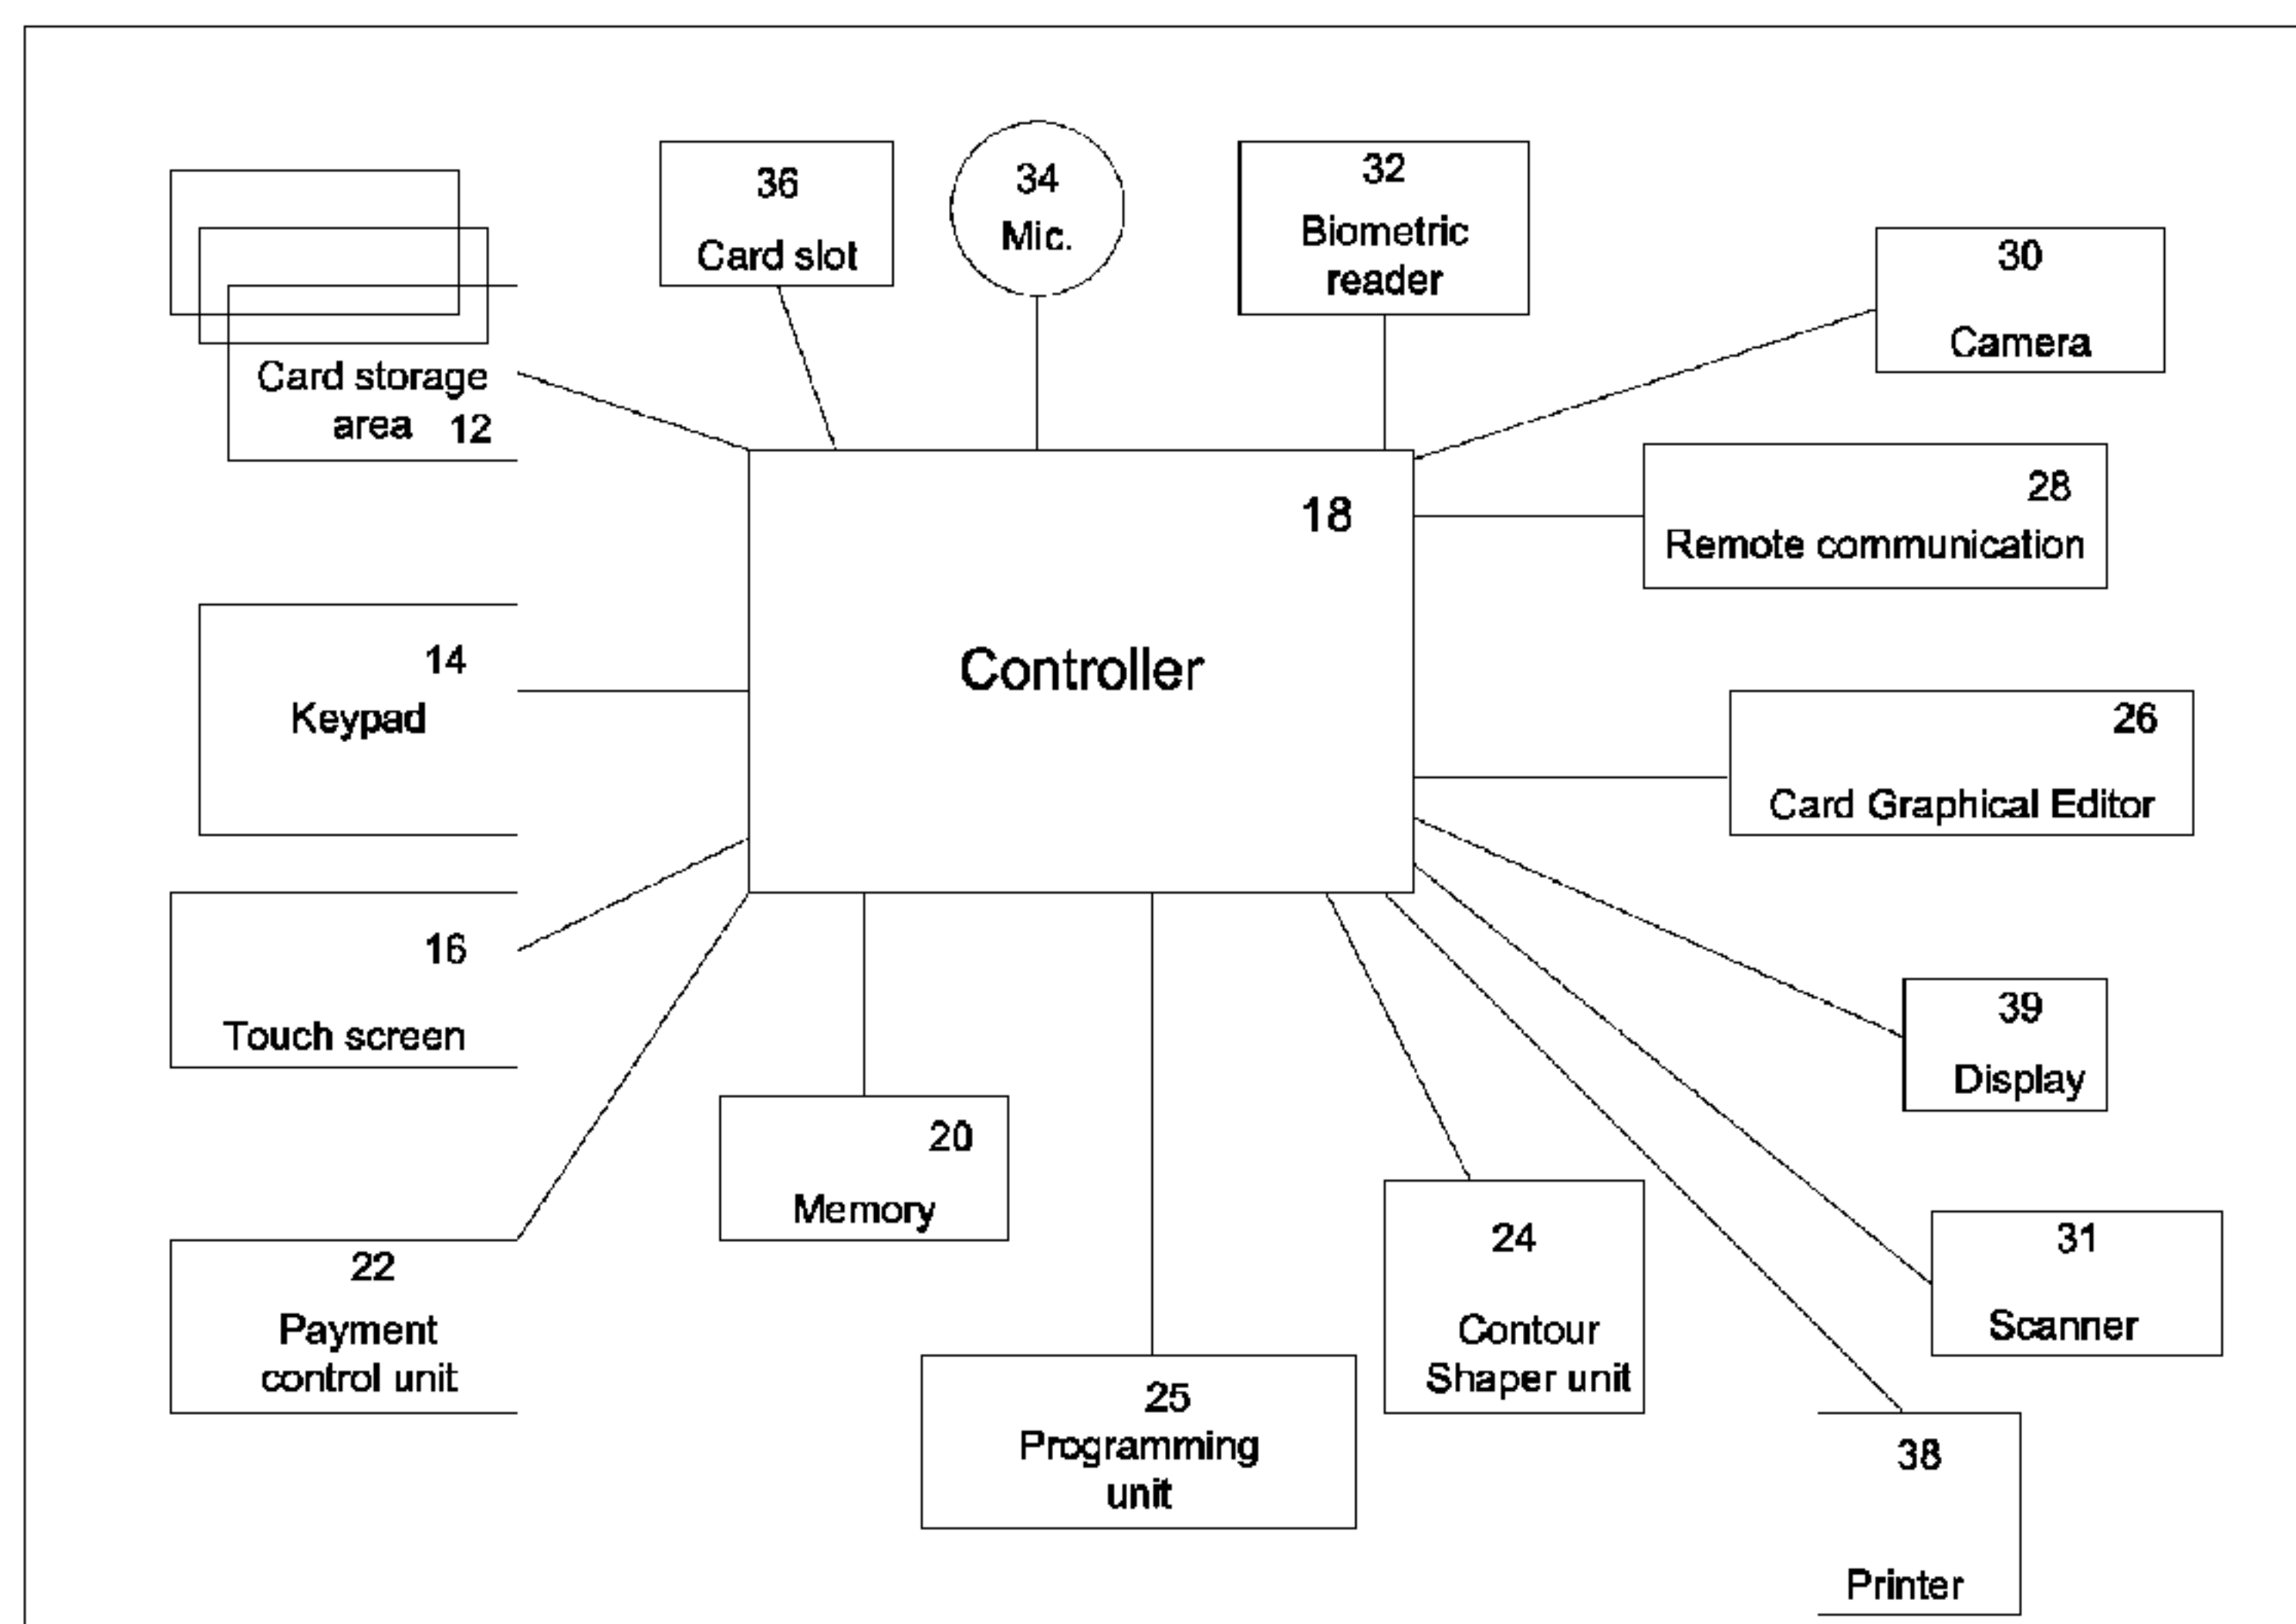 36
Card slot
34
Mic.
32
Biometric
reader
30
Camera
Card storage
area 12
18
Controller
28
Remote communication
14
Keypad
26
Card Graphical Editor
16
Touch screen
39
Display
20
Memory
22
Payment
control unit
25
Programming
unit
24
Contour
Shaper unit
31
Scanner
38
Printer